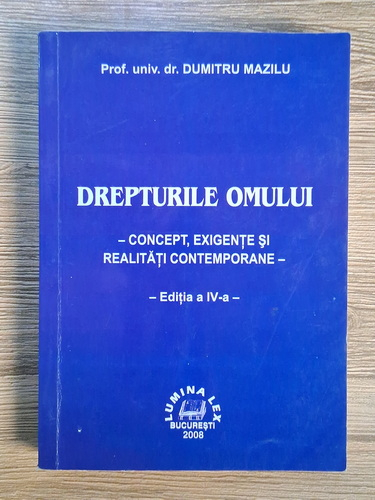 Prof. univ. dr. DUMITRU MAZILU
DREPTURILE OMULUI
– CONCEPT, EXIGENȚE ȘI
REALITĂȚI CONTEMPORANE –
– Ediția a IV-a –
LUMINA LEX
BUCUREȘTI
2008